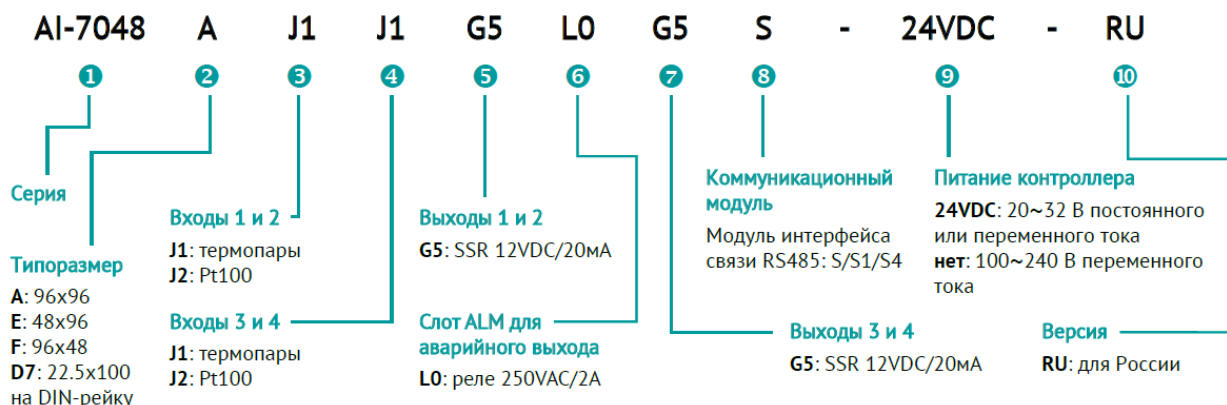 AI-7048 A J1 J1 G5 L0 G5 S - 24VDC - RU
1 2 3 4 5 6 7 8 9 10
Серия
Типоразмер
A: 96x96
E: 48x96
F: 96x48
D7: 22.5x100
на DIN-рейку
Входы 1 и 2
J1: термопары
J2: Pt100
Входы 3 и 4
J1: термопары
J2: Pt100
Выходы 1 и 2
G5: SSR 12VDC/20мА
Слот ALM для
аварийного выхода
L0: реле 250VAC/2A
Коммуникационный
модуль
Модуль интерфейса
связи RS485: S/S1/S4
Выходы 3 и 4
G5: SSR 12VDC/20мА
Питание контроллера
24VDC: 20~32 В постоянного
или переменного тока
нет: 100~240 В переменного
тока
Версия
RU: для России